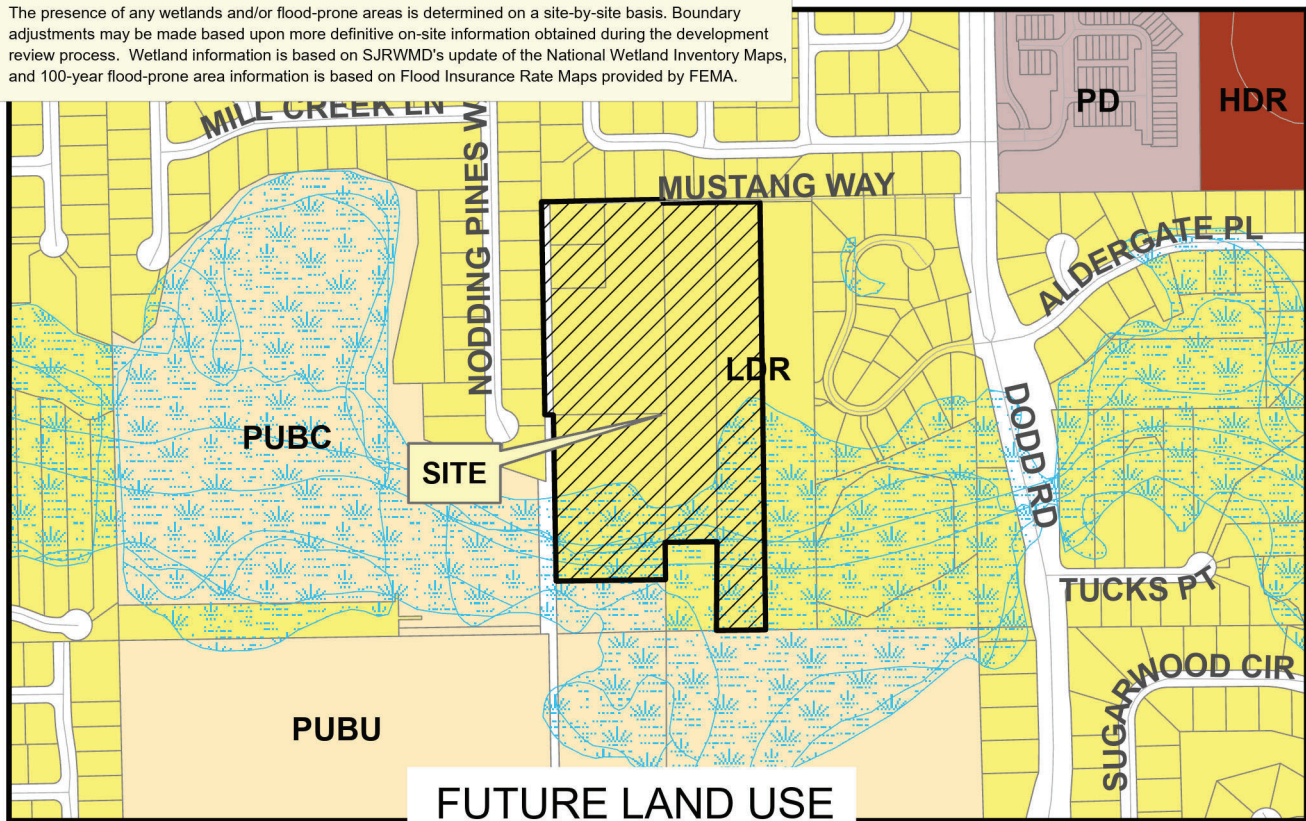 The presence of any wetlands and/or flood-prone areas is determined on a site-by-site basis. Boundary
adjustments may be made based upon more definitive on-site information obtained during the development
review process. Wetland information is based on SJRWMD's update of the National Wetland Inventory Maps,
and 100-year flood-prone area information is based on Flood Insurance Rate Maps provided by FEMA.
PD
HDR
MILL CREEK LN
NODDING PINES W
MUSTANG WAY
ALDERGATE PL
LDR
DODD RD
PUBC
SITE
TUCKS PT
SUGARWOOD CIR
PUBU
FUTURE LAND USE